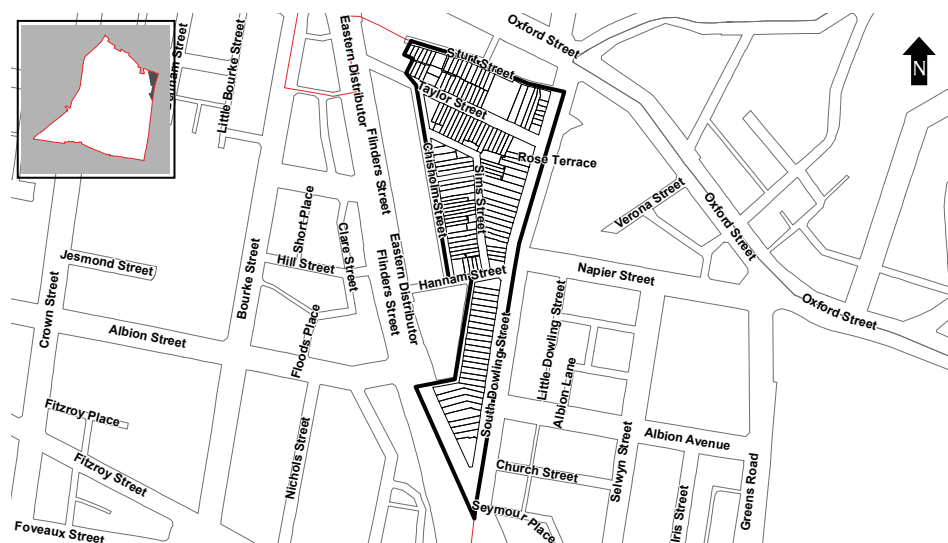 Oxford Street
Eastern Distributor
Flinders Street
Little Bourke Street
Street
Sturt Street
N
Taylor Street
Rose Terrace
Chisholm Street
Sims Street
Verona Street
Oxford Street
Short Place
Clare Street
Jesmond Street
Hill Street
Bourke Street
Eastern Distributor
Flinders Street
Hannam Street
Napier Street
Oxford Street
Crown Street
Albion Street
Floods Place
South Dowling Street
Little Dowling Street
Albion Lane
Fitzroy Place
Albion Avenue
Selwyn Street
Fitzroy Street
Nichols Street
Church Street
Greens Road
Iris Street
Seymour Place
Foveaux Street